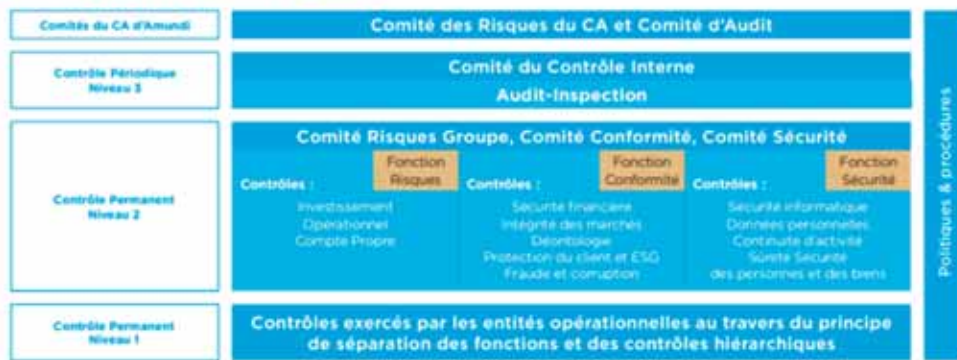 Comités du CA d'Amundi
Comité des Risques du CA et Comité d'Audit
Contrôle Périodique
Niveau 3
Comité du Contrôle Interne
Audit-Inspection
Contrôle Permanent
Niveau 2
Comité Risques Groupe, Comité Conformité, Comité Sécurité
Contrôles :
Fonction
Risques
Investissement
Opérationnel
Compte Propre
Contrôles :
Fonction
Conformité
Sécurité financière
Intégrité des marchés
Déontologie
Protection du client et ESG
Fraude et corruption
Contrôles :
Fonction
Sécurité
Sécurité informatique
Données personnelles
Continuité d'activité
Sûreté Sécurité
des personnes et des biens
Contrôle Permanent
Niveau 1
Contrôles exercés par les entités opérationnelles au travers du principe
de séparation des fonctions et des contrôles hiérarchiques
Politiques & procédures